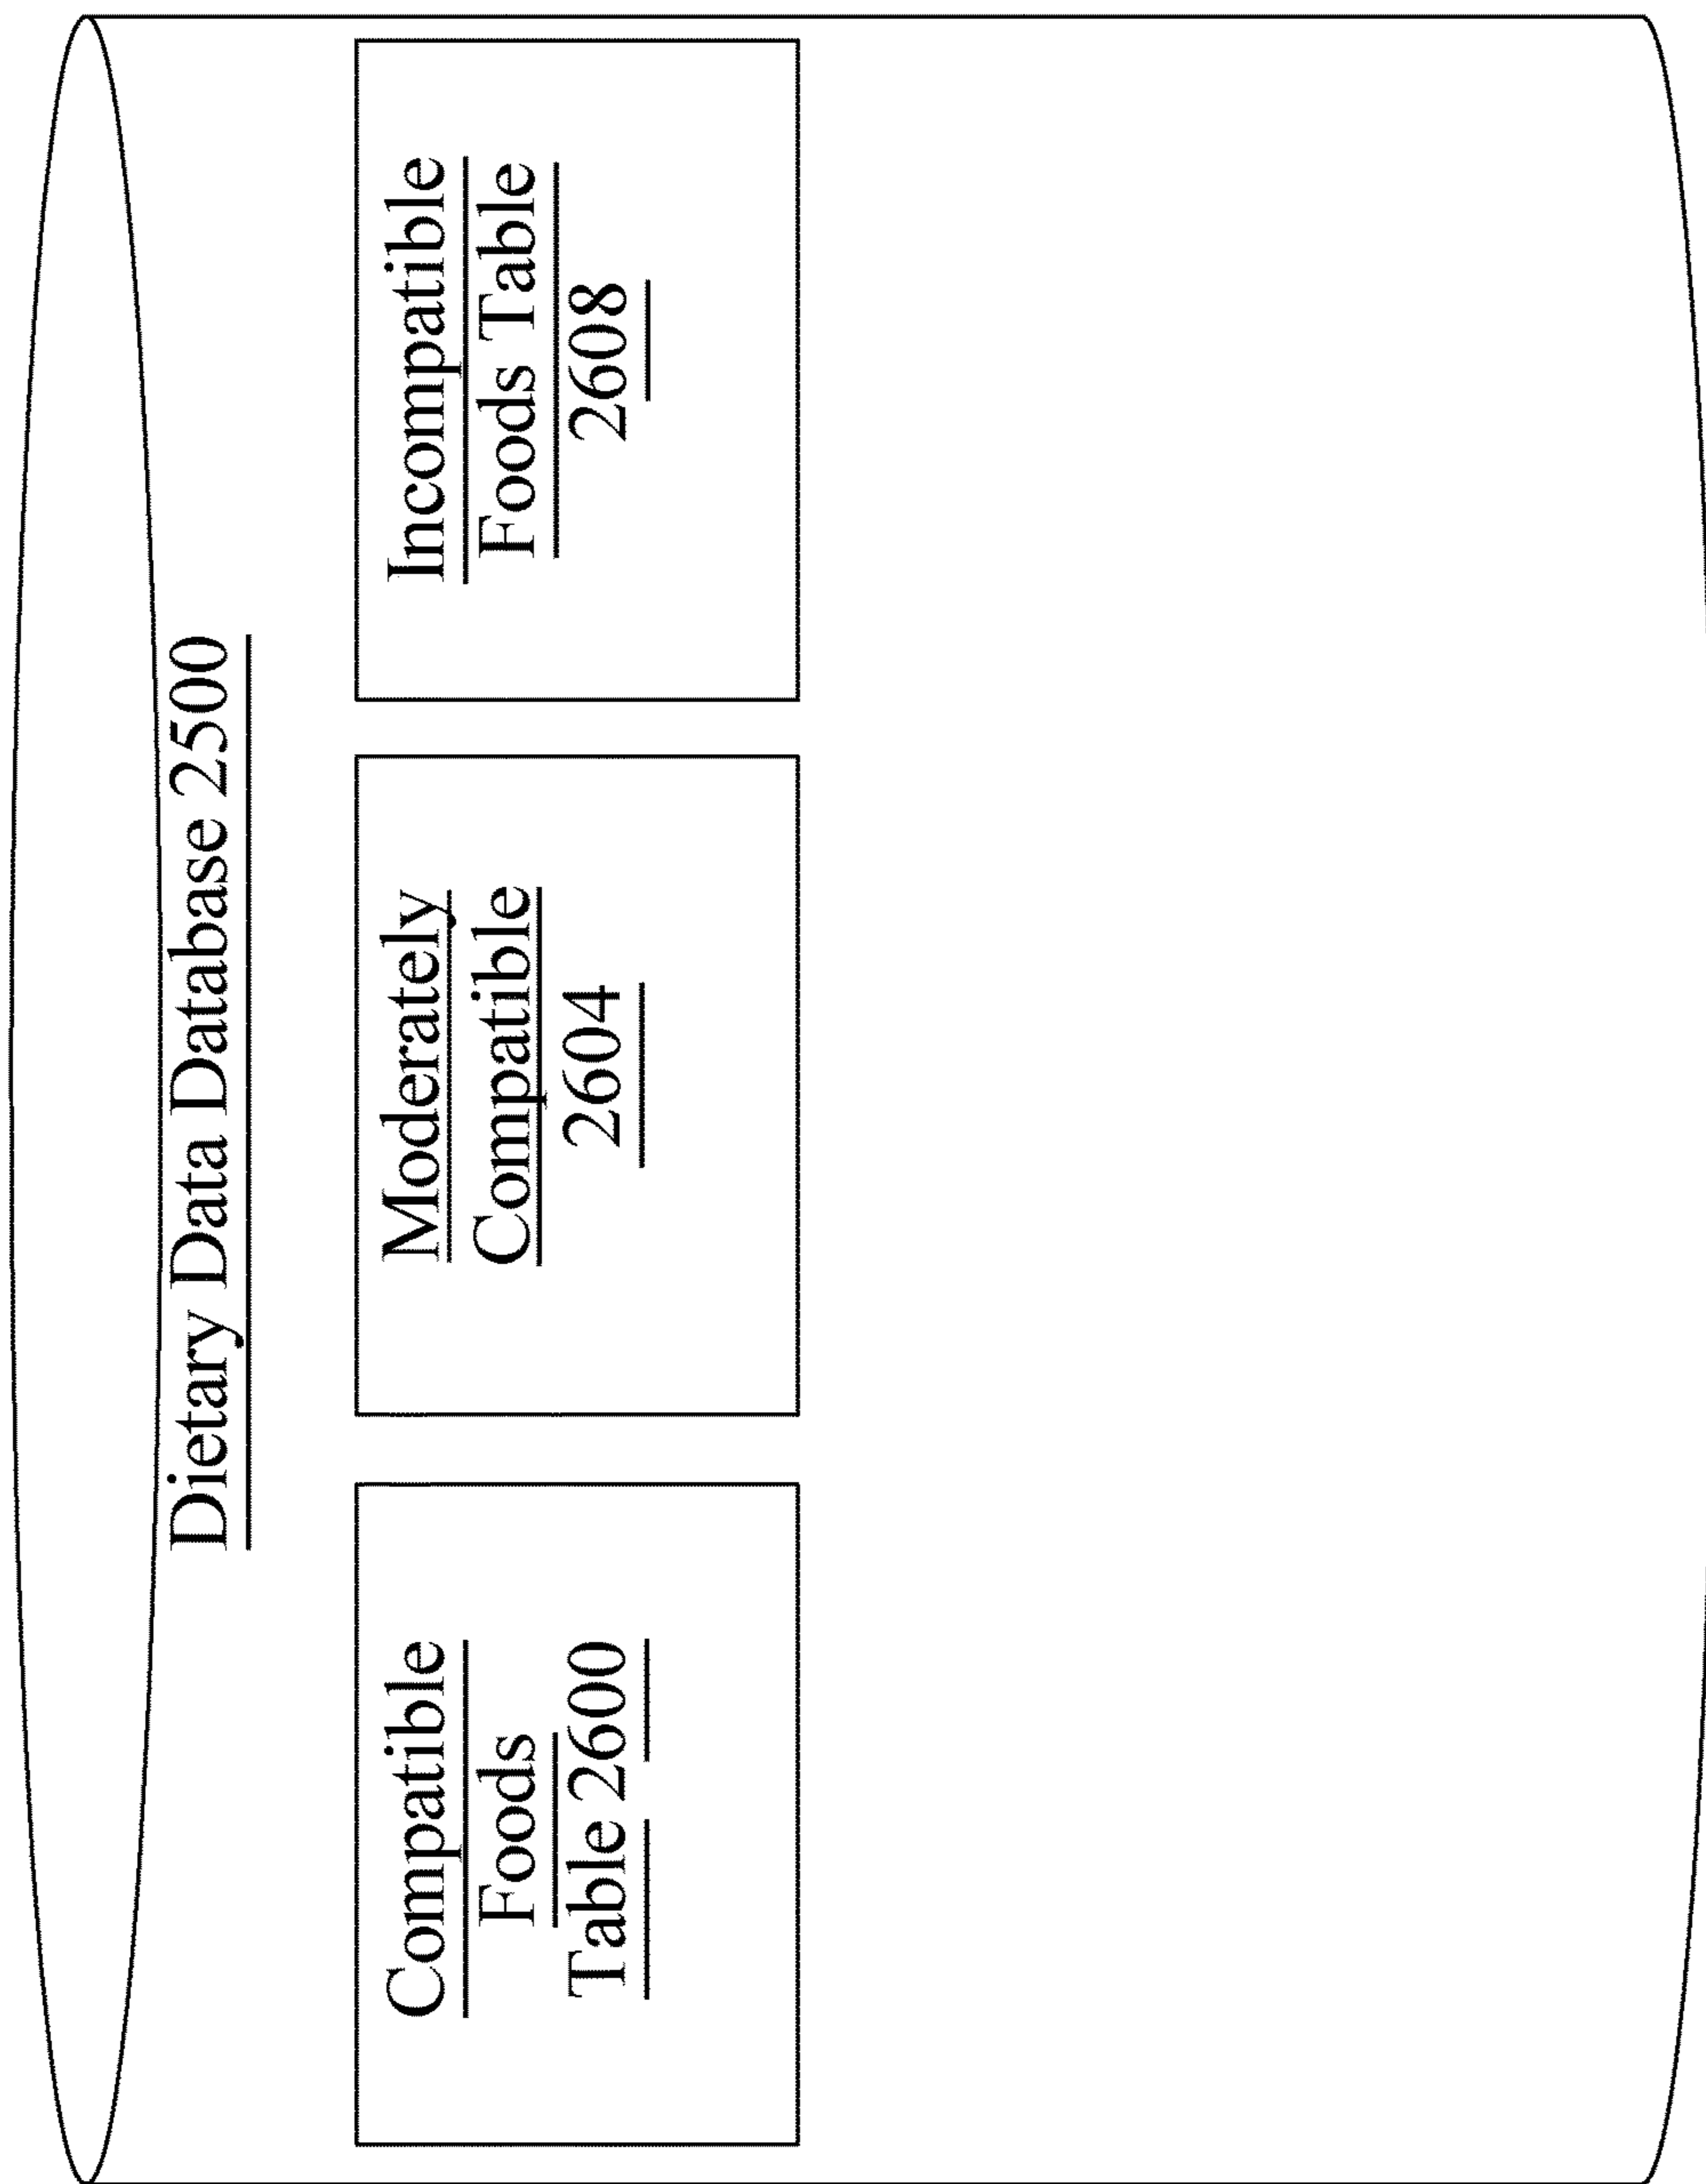 Dietary Data Database 2500
Compatible
Foods
Table 2600
Moderately
Compatible
2604
Incompatible
Foods Table
2608